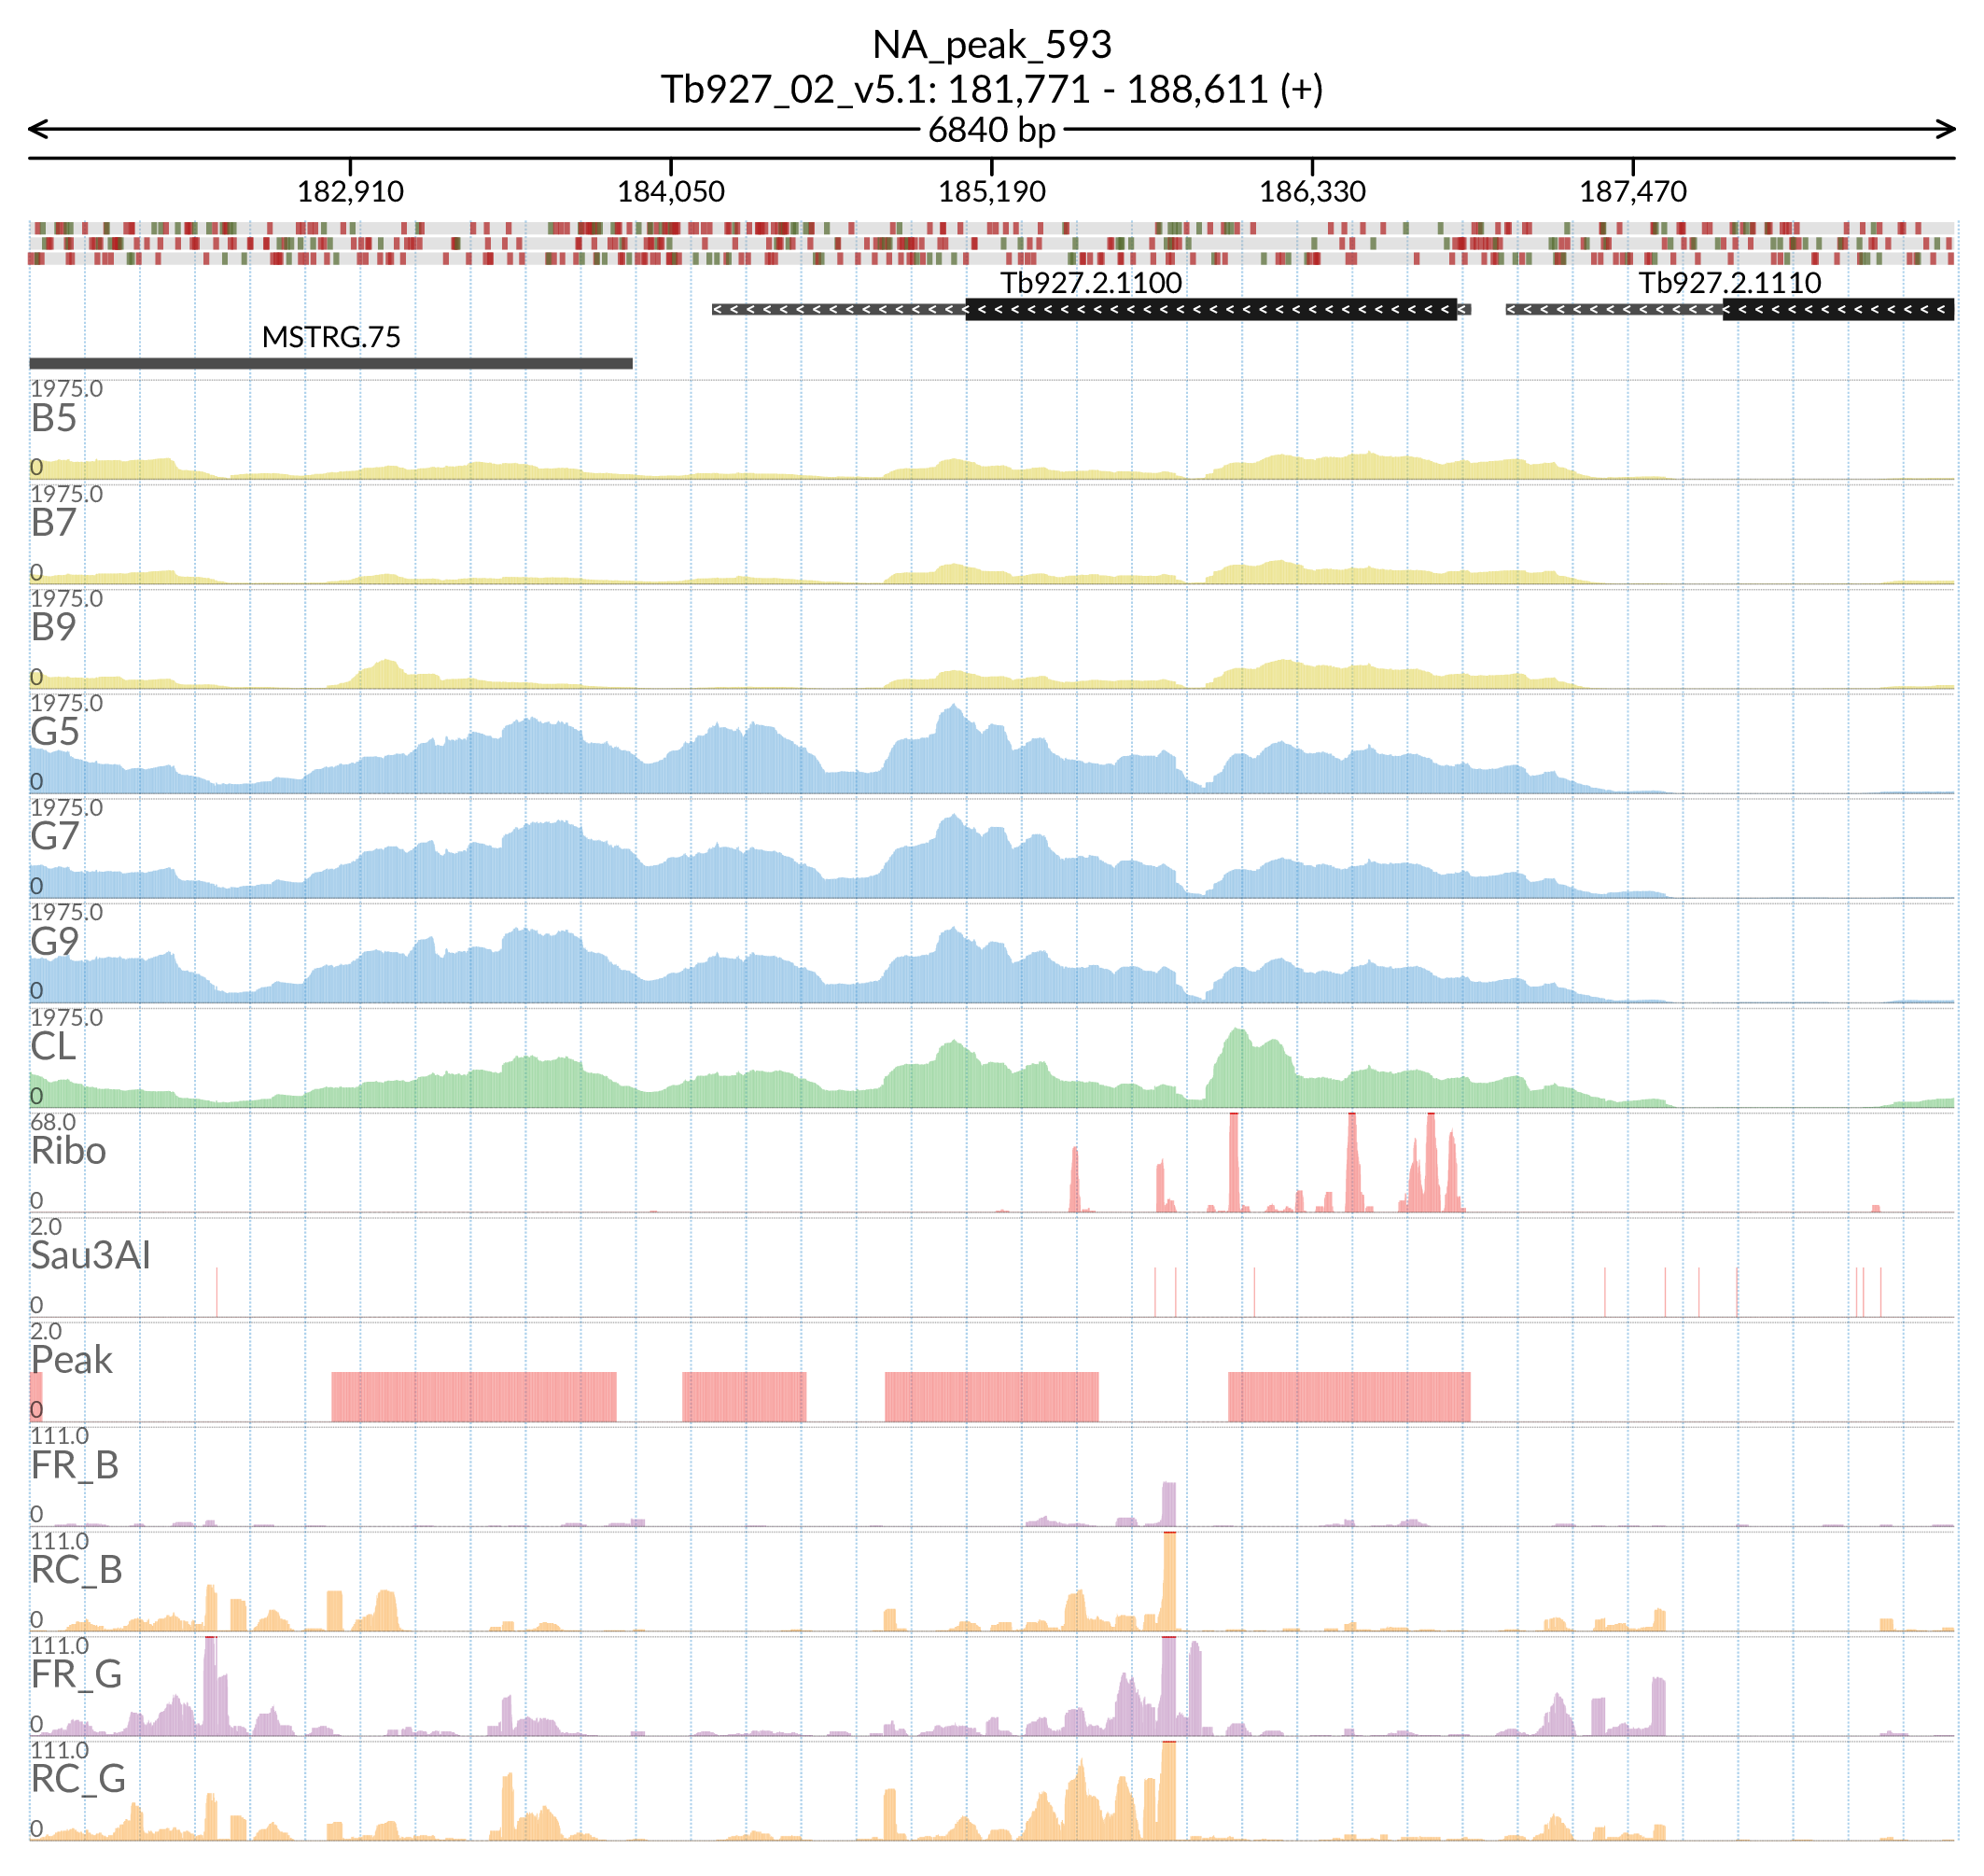 NA_peak_593
Tb927_02_v5.1: 181,771 - 188,611 (+)
6840 bp
182,910 184,050 185,190 186,330 187,470
Tb927.2.1100 Tb927.2.1110
MSTRG.75
1975.0
B5
0
1975.0
B7
0
1975.0
B9
0
1975.0
G5
0
1975.0
G7
0
1975.0
G9
0
1975.0
CL
0
68.0
Ribo
0
2.0
Sau3AI
0
2.0
Peak
0
111.0
FR_B
0
111.0
RC_B
0
111.0
FR_G
0
111.0
RC_G
0